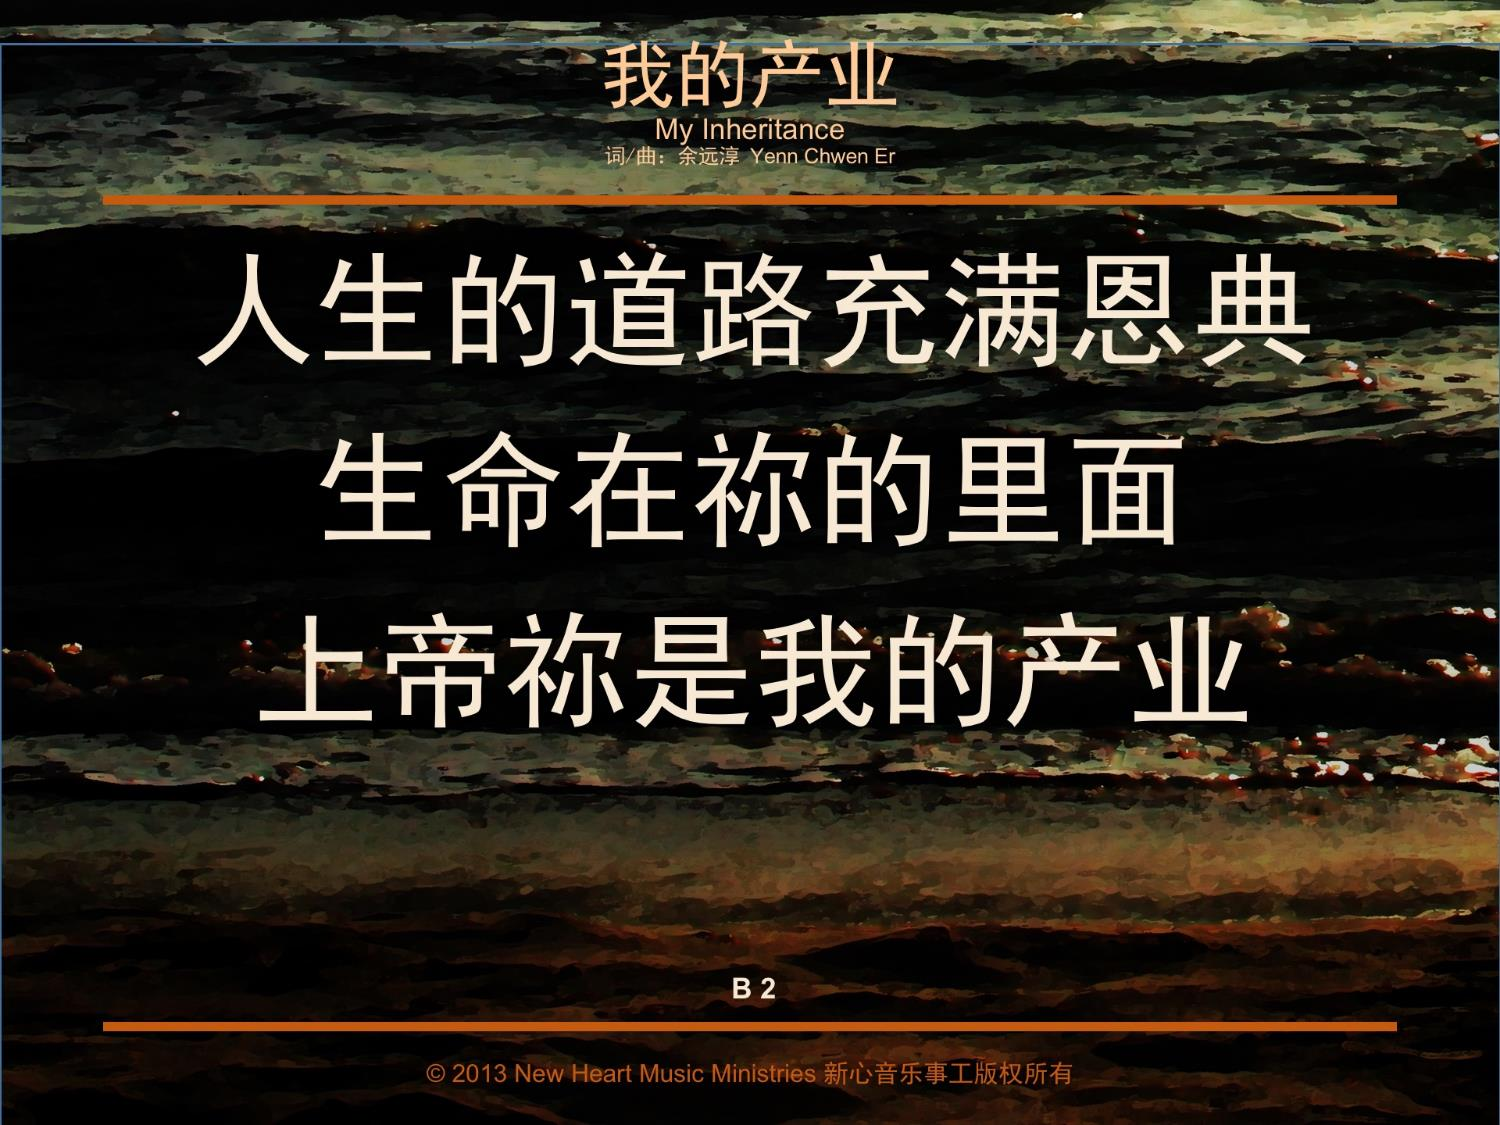 我的产业
My Inheritance
词/曲：余远淳 Yenn Chwen Er
人生的道路充满恩典
生命在祢的里面
上帝祢是我的产业
B 2
© 2013 New Heart Music Ministries 新心音乐事工版权所有